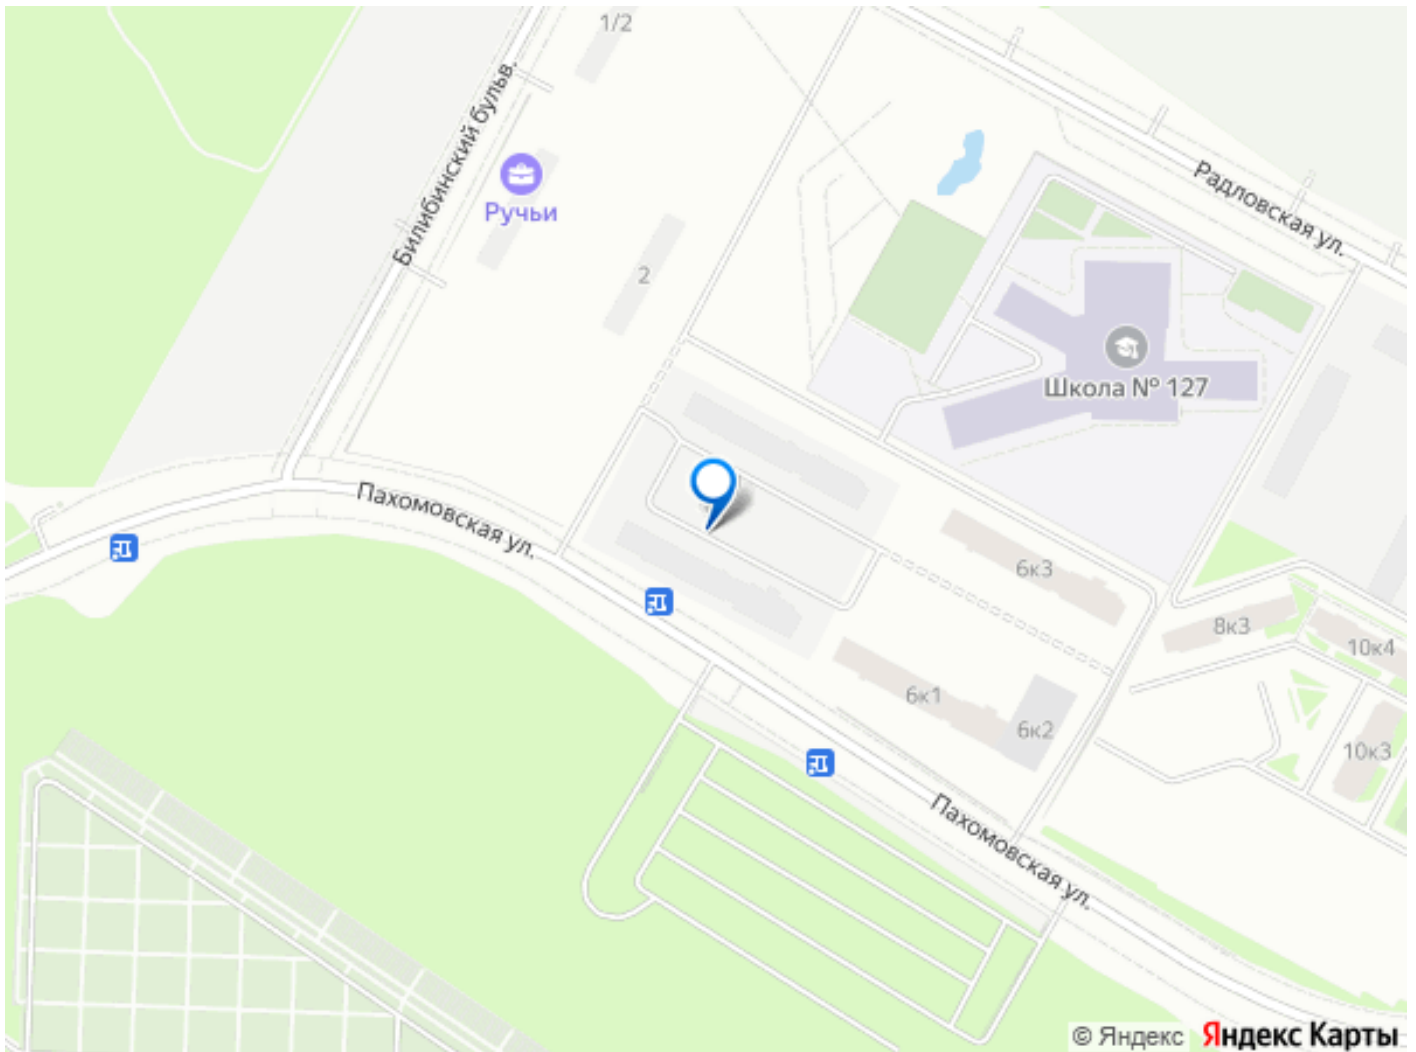 1/2
Билибинский бульв.
Ручьи
2
Радловская ул.
Школа № 127
Пахомовская ул.
6к3
8к3
10к4
6к1
6к2
10к3
Пахомовская ул.
© Яндекс Яндекс Карты